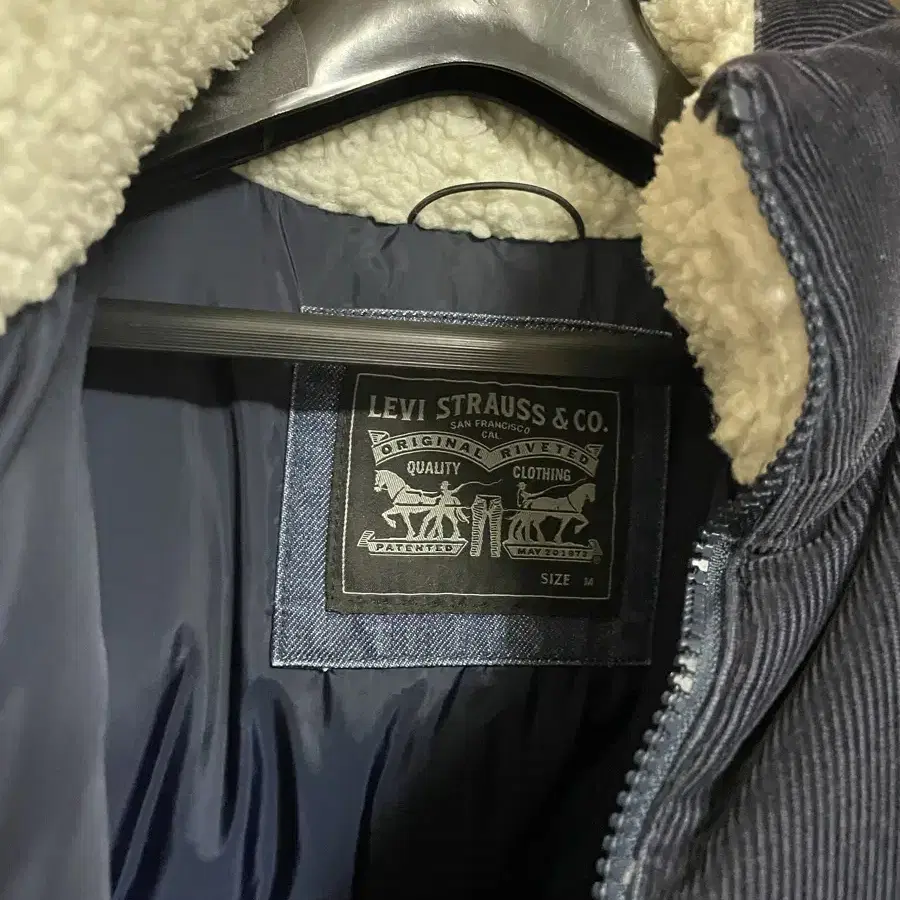 LEVI STRAUSS & CO.
SAN FRANCISCO
CAL.
ORIGINAL RIVETED
QUALITY CLOTHING
PATENTED MAY 20 1873
SIZE M